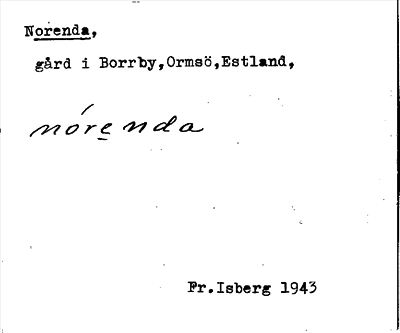 Norenda,
gård i Borrby,Ormsö,Estland,
nórenda
Fr.Isberg 1943